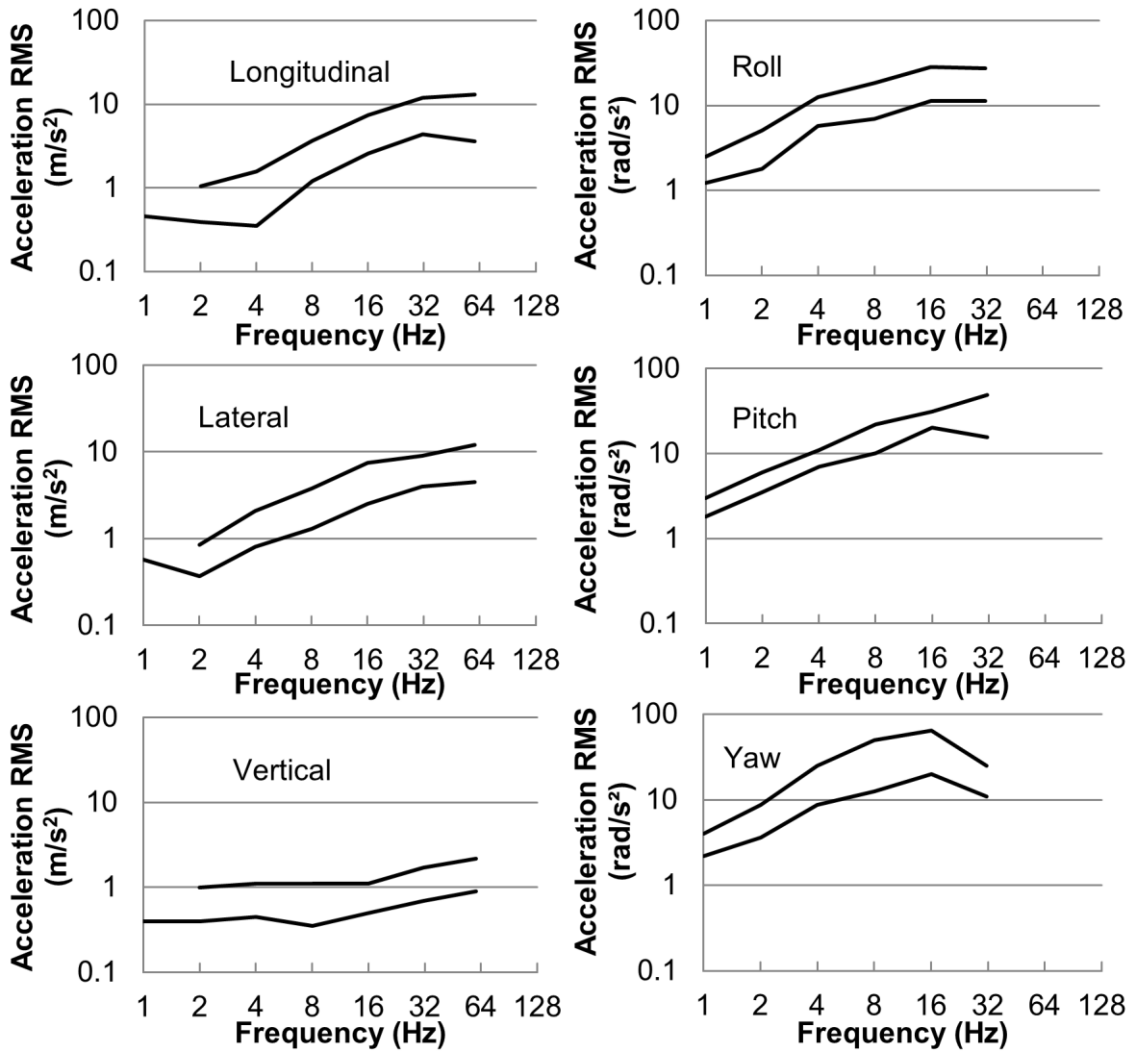 Acceleration RMS
(m/s²)
100
10
1
0.1
Longitudinal
1 2 4 8 16 32 64 128
Frequency (Hz)
Acceleration RMS
(rad/s²)
100
10
1
0.1
Roll
1 2 4 8 16 32 64 128
Frequency (Hz)
Acceleration RMS
(m/s²)
100
10
1
0.1
Lateral
1 2 4 8 16 32 64 128
Frequency (Hz)
Acceleration RMS
(rad/s²)
100
10
1
0.1
Pitch
1 2 4 8 16 32 64 128
Frequency (Hz)
Acceleration RMS
(m/s²)
100
10
1
0.1
Vertical
1 2 4 8 16 32 64 128
Frequency (Hz)
Acceleration RMS
(rad/s²)
100
10
1
0.1
Yaw
1 2 4 8 16 32 64 128
Frequency (Hz)